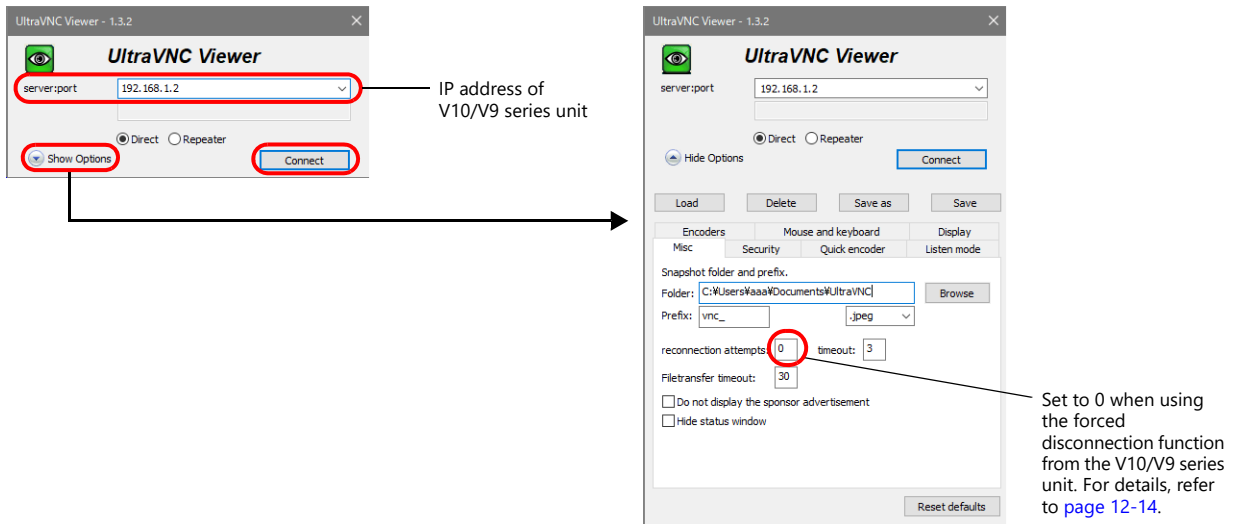 UltraVNC Viewer - 1.3.2
UltraVNC Viewer
server:port 192.168.1.2
Direct Repeater
Show Options Connect
IP address of
V10/V9 series unit
UltraVNC Viewer - 1.3.2
UltraVNC Viewer
server:port 192.168.1.2
Direct Repeater
Hide Options Connect
Load Delete Save as Save
Encoders Mouse and keyboard Display
Misc Security Quick encoder Listen mode
Snapshot folder and prefix.
Folder: C:¥Users¥aaa¥Documents¥UltraVNC Browse
Prefix: vnc_ .jpeg
reconnection attempts: 0 timeout: 3
Filetransfer timeout: 30
Do not display the sponsor advertisement
Hide status window
Reset defaults
Set to 0 when using
the forced
disconnection function
from the V10/V9 series
unit. For details, refer
to page 12-14.